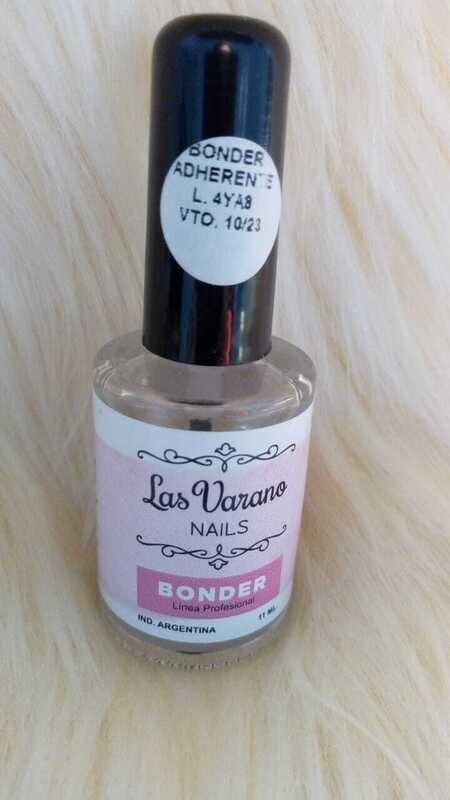 BONDER
ADHERENTE
L. 4YA8
VTO. 10/23
Las Varano
NAILS
BONDER
Linea Profesional
IND. ARGENTINA 11 ML.